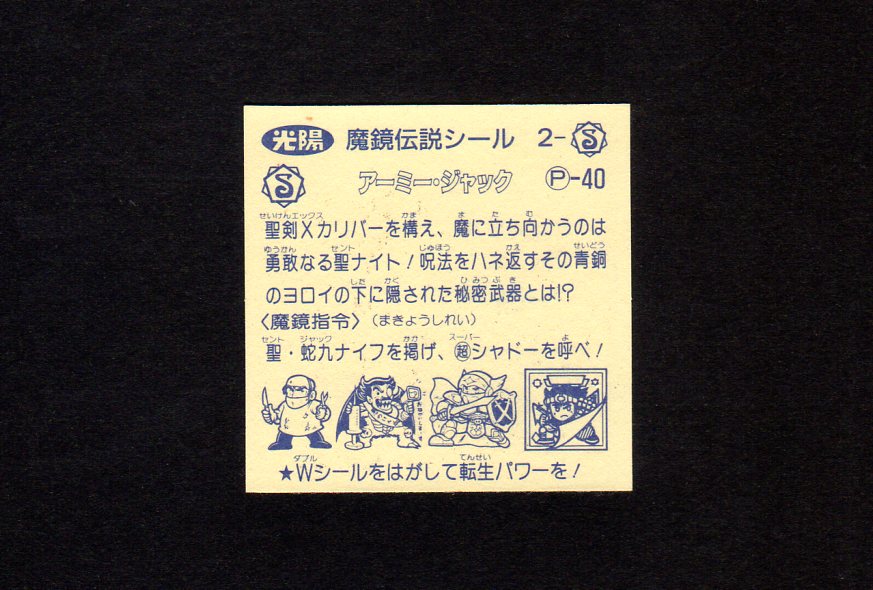 光陽 魔鏡伝説シール 2-S
S アーミー・ジャック P-40
せいけんエックス かま ま た む
聖剣Xカリバーを構え、魔に立ち向かうのは
ゆうかん セント じゅほう かえ せいどう
勇敢なる聖ナイト！呪法をハネ返すその青銅
した かく ひみつぶき
のヨロイの下に隠された秘密武器とは!?
〈魔鏡指令〉（まきょうしれい）
セント ジャック かか スーパー よ
聖・蛇九ナイフを掲げ、超シャドーを呼べ！
ダブル てんせい
★Wシールをはがして転生パワーを！